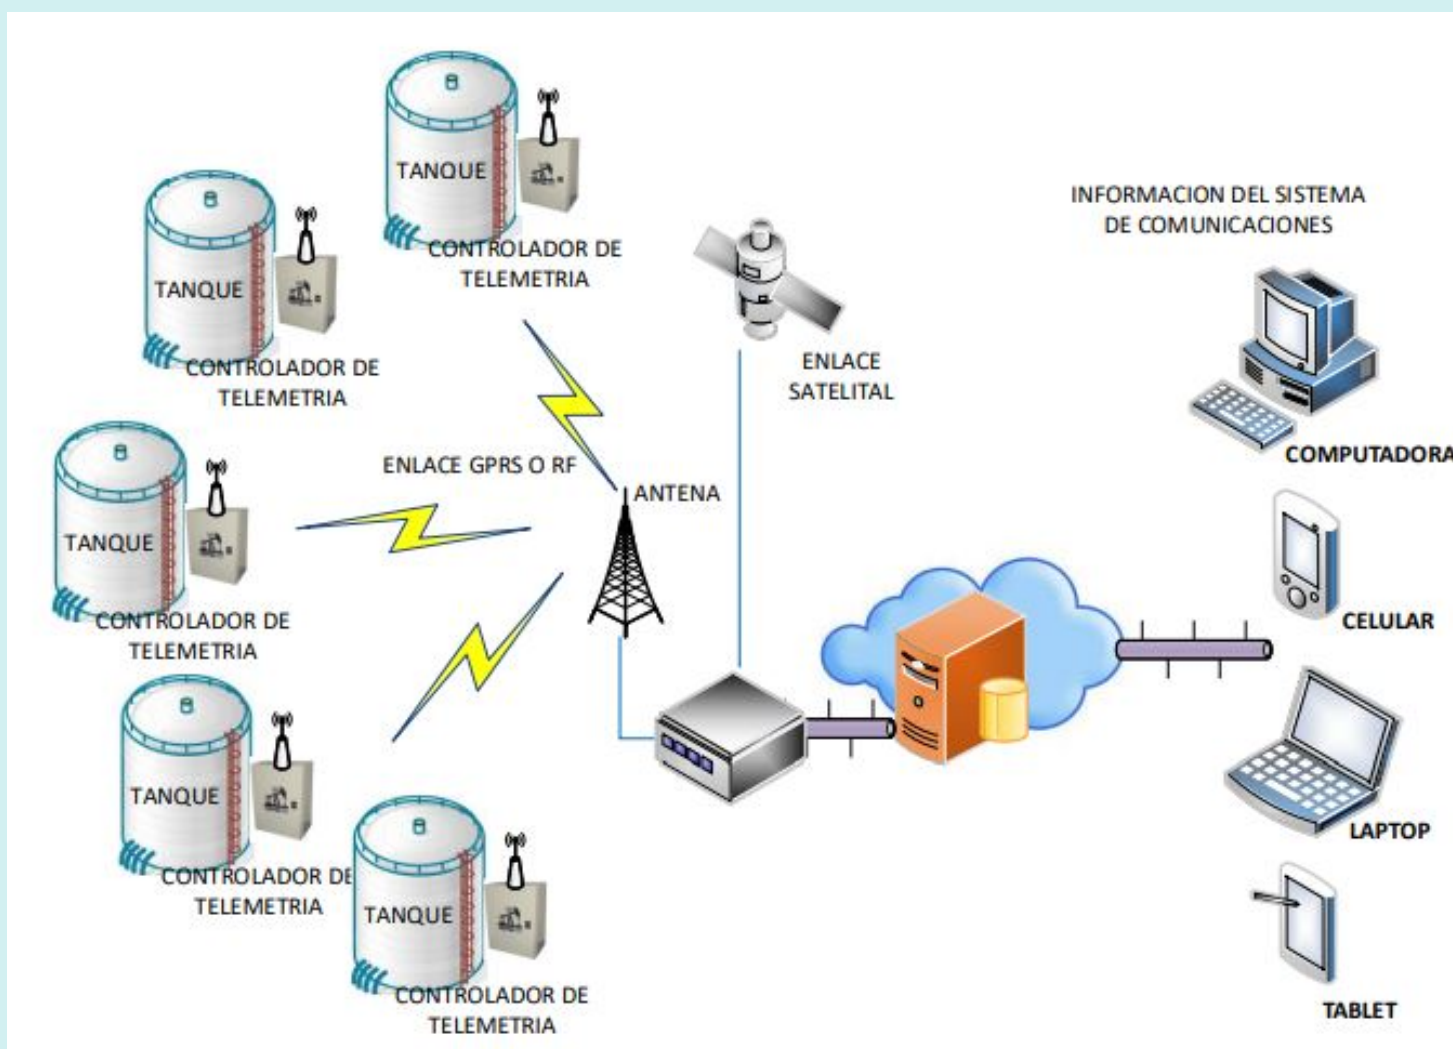 TANQUE
CONTROLADOR DE
TELEMETRIA
TANQUE
CONTROLADOR DE
TELEMETRIA
TANQUE
CONTROLADOR DE
TELEMETRIA
TANQUE
CONTROLADOR DE
TELEMETRIA
TANQUE
CONTROLADOR DE
TELEMETRIA
ENLACE GPRS O RF
ANTENA
ENLACE
SATELITAL
INFORMACION DEL SISTEMA
DE COMUNICACIONES
COMPUTADORA
CELULAR
LAPTOP
TABLET